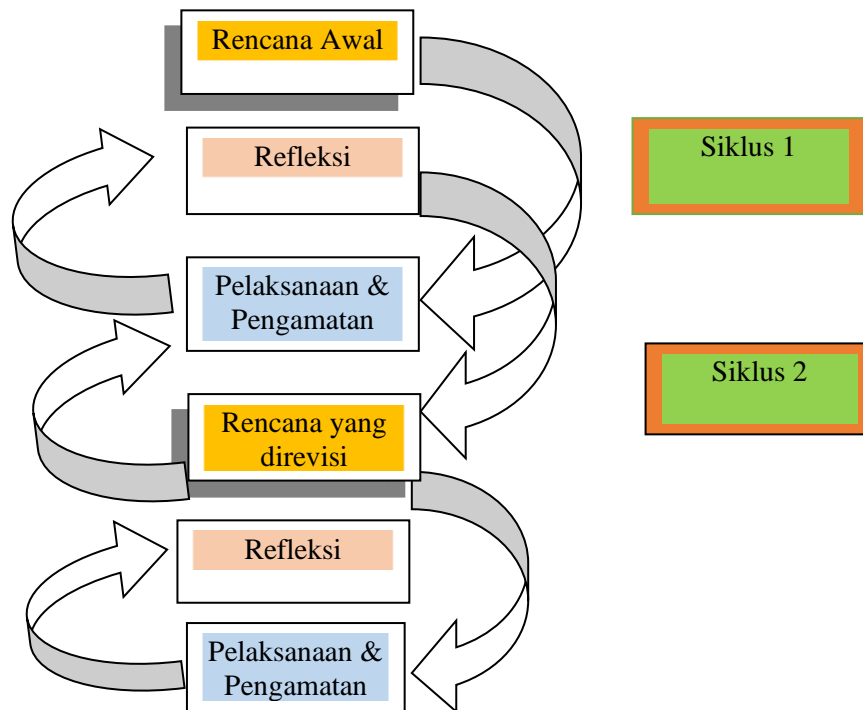 Rencana Awal
Refleksi
Siklus 1
Pelaksanaan &
Pengamatan
Siklus 2
Rencana yang
direvisi
Refleksi
Pelaksanaan &
Pengamatan